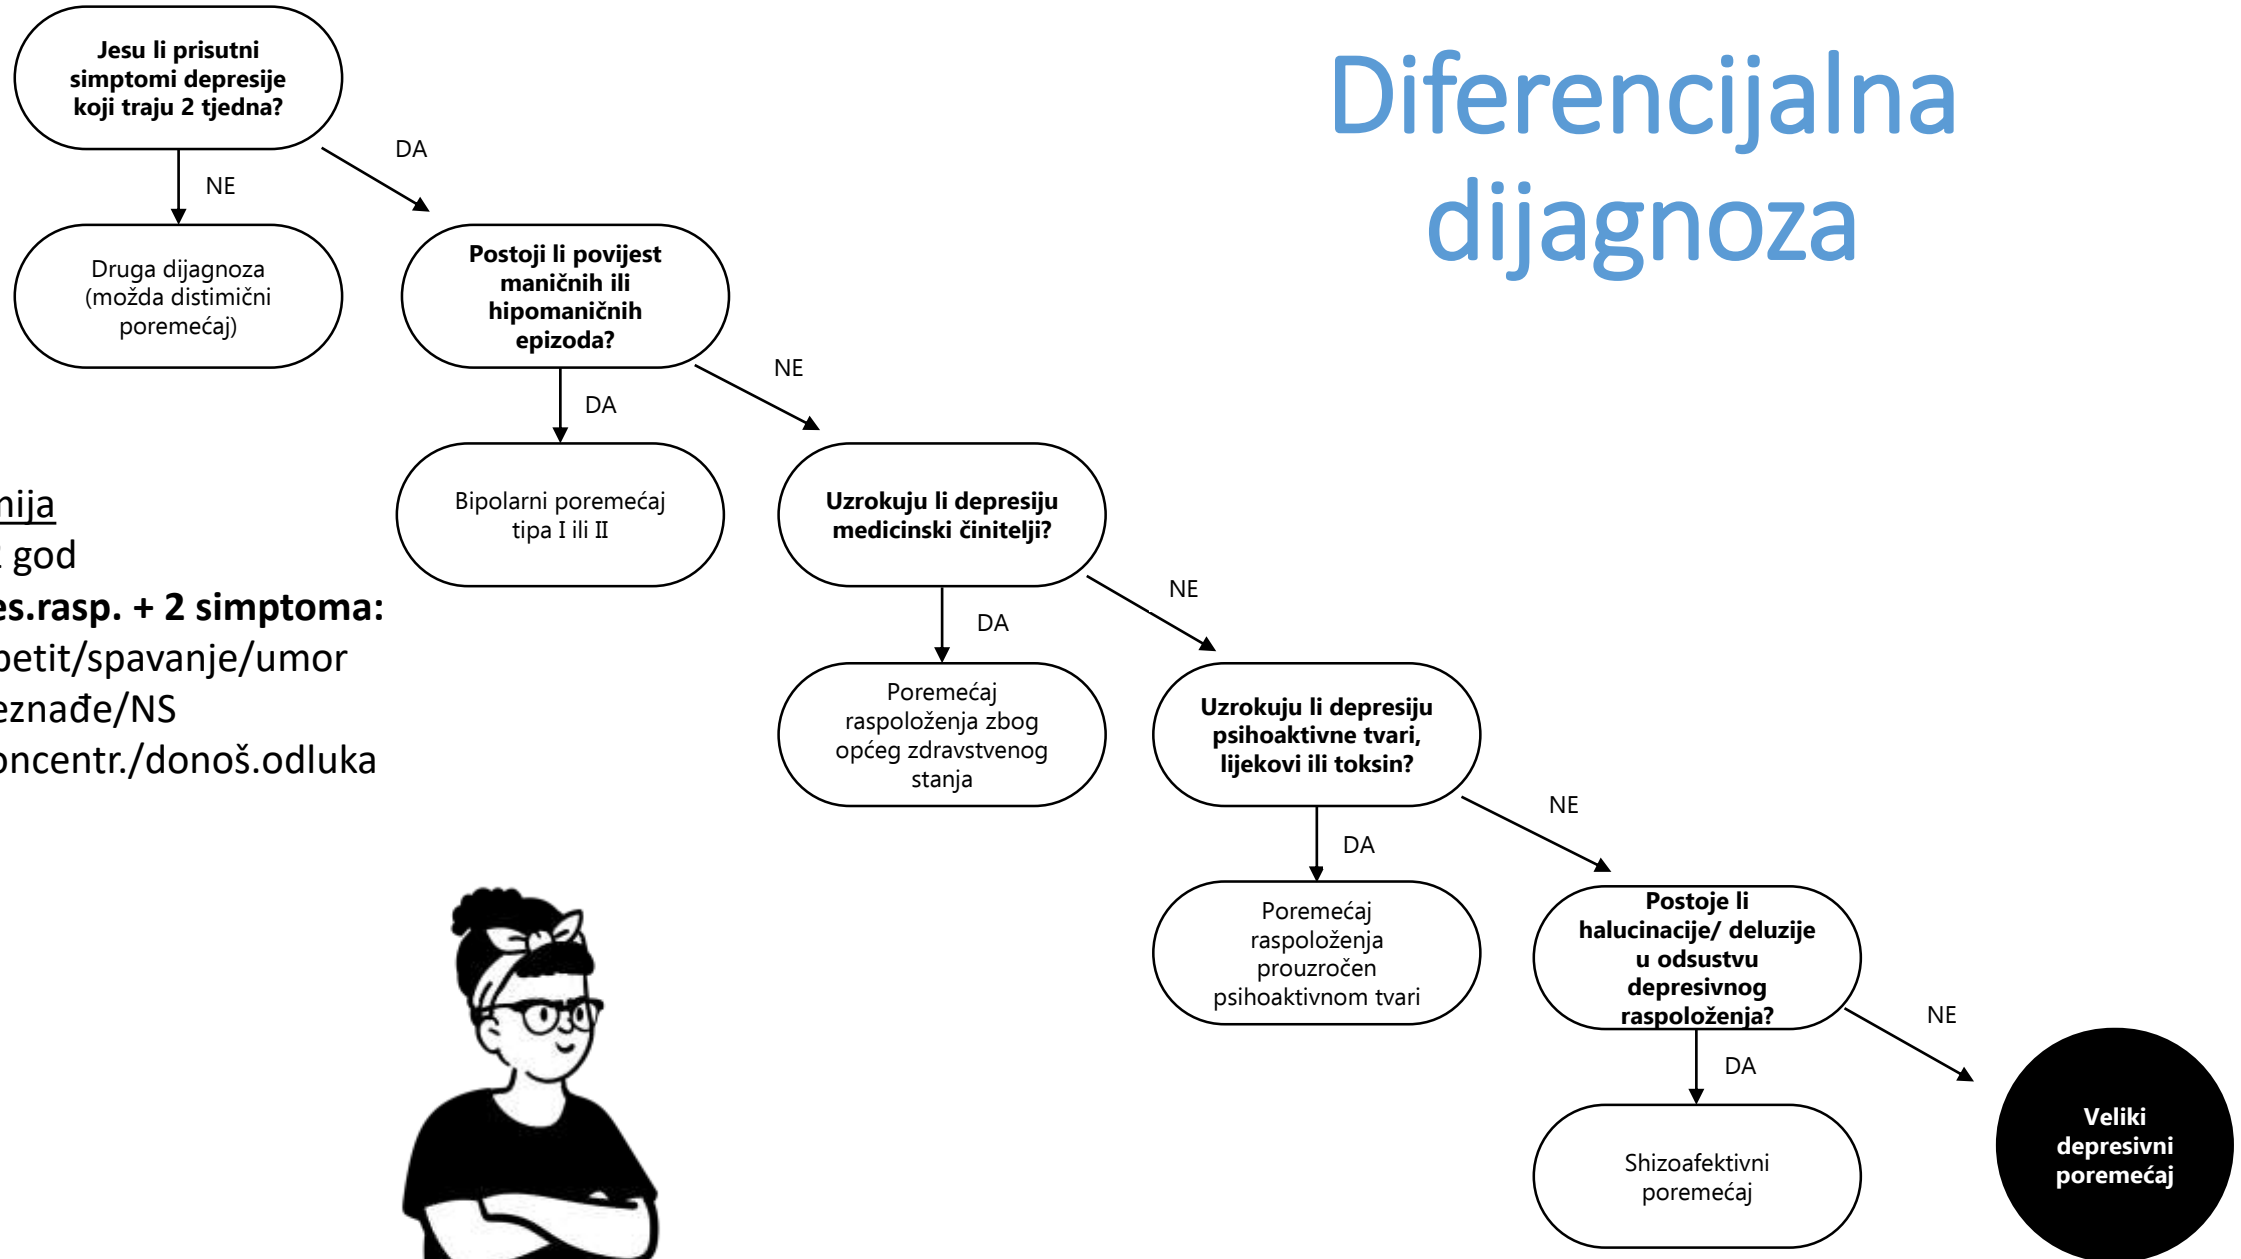 Diferencijalna
dijagnoza
Jesu li prisutni
simptomi depresije
koji traju 2 tjedna?
DA
NE
Druga dijagnoza
(možda distimični
poremećaj)
Postoji li povijest
maničnih ili
hipomaničnih
epizoda?
NE
DA
Bipolarni poremećaj
tipa I ili II
Uzrokuju li depresiju
medicinski činitelji?
NE
DA
Poremećaj
raspoloženja zbog
općeg zdravstvenog
stanja
Uzrokuju li depresiju
psihoaktivne tvari,
lijekovi ili toksin?
NE
DA
Poremećaj
raspoloženja
prouzročen
psihoaktivnom tvari
Postoje li
halucinacije/ deluzije
u odsustvu
depresivnog
raspoloženja?
NE
DA
Shizoafektivni
poremećaj
Veliki
depresivni
poremećaj
nija
god
es.rasp. + 2 simptoma:
petit/spavanje/umor
eznađe/NS
oncentr./donoš.odluka